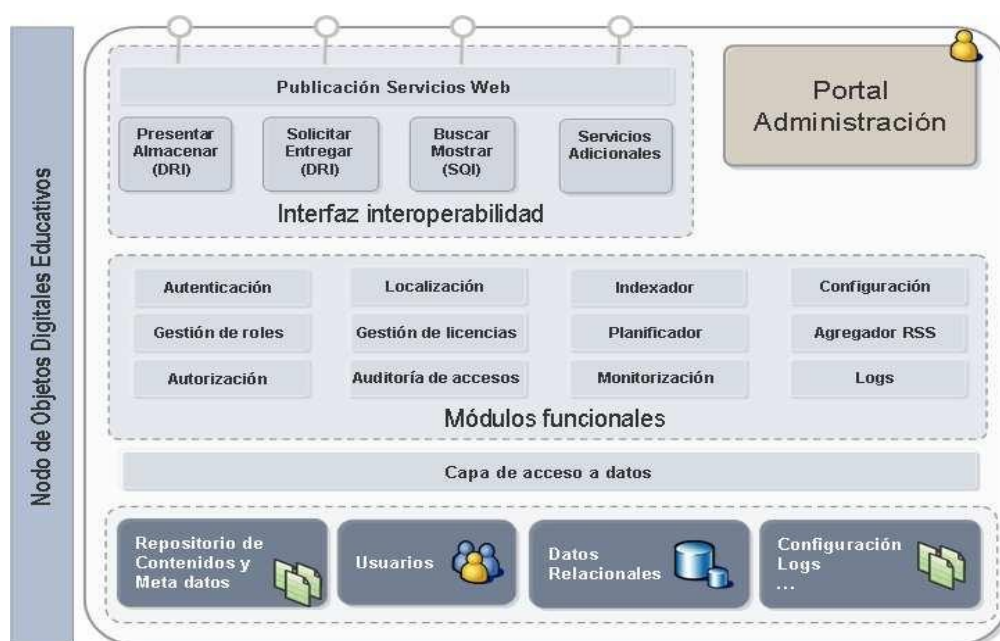 Nodo de Objetos Digitales Educativos
Publicación Servicios Web
Presentar
Almacenar
(DRI)
Solicitar
Entregar
(DRI)
Buscar
Mostrar
(SQI)
Servicios
Adicionales
Interfaz interoperabilidad
Portal
Administración
Autenticación
Localización
Indexador
Configuración
Gestión de roles
Gestión de licencias
Planificador
Agregador RSS
Autorización
Auditoría de accesos
Monitorización
Logs
Módulos funcionales
Capa de acceso a datos
Repositorio de
Contenidos y
Meta datos
Usuarios
Datos
Relacionales
Configuración
Logs
...